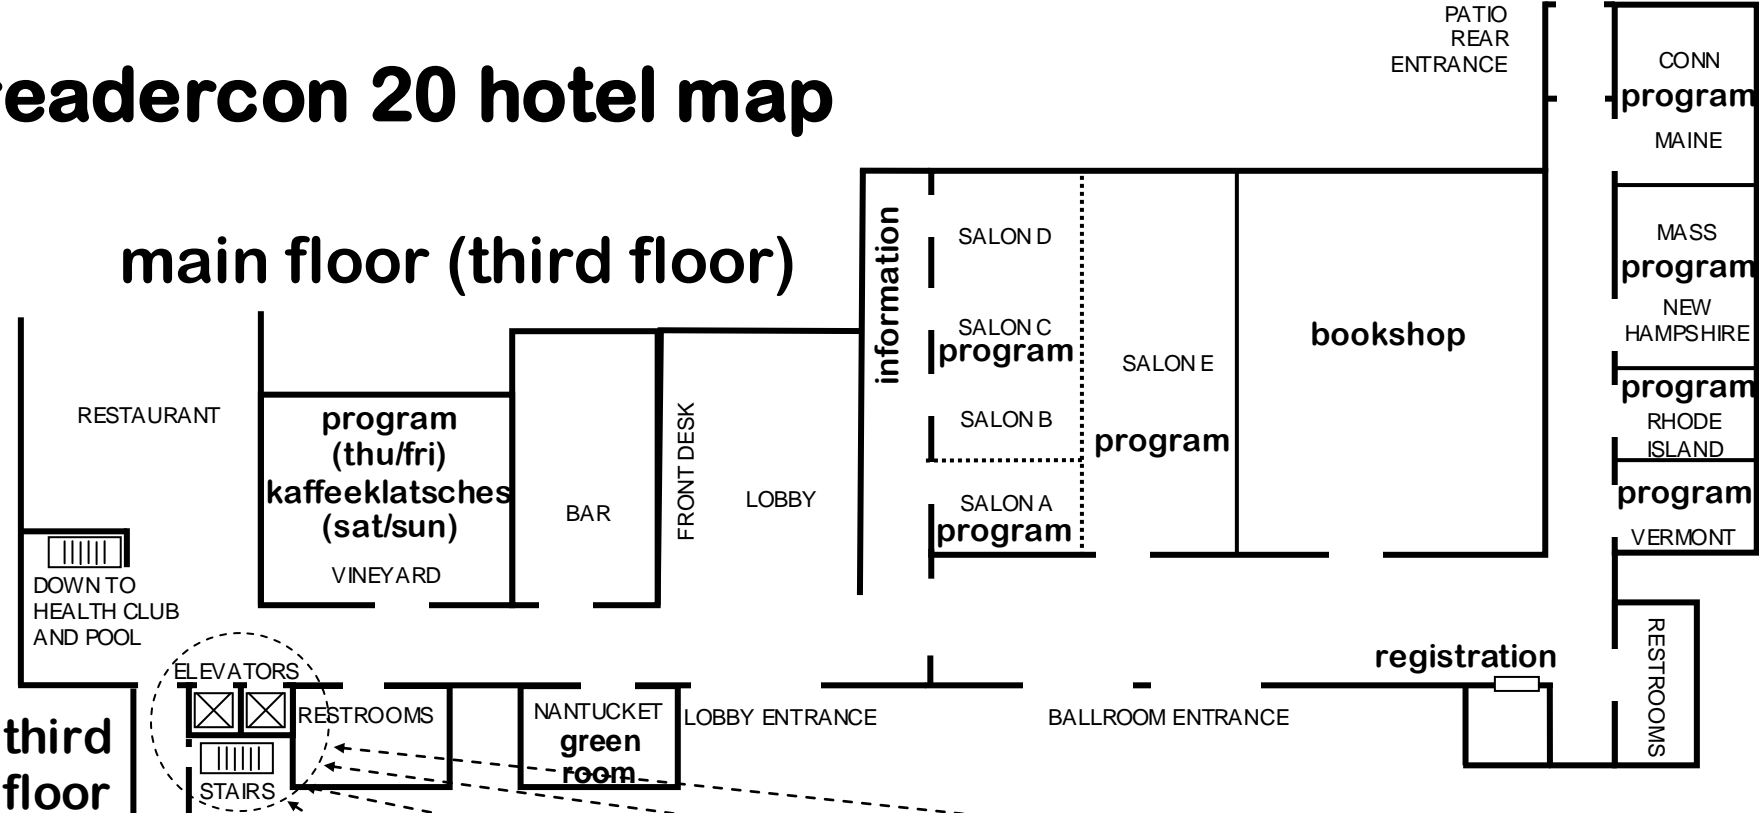 readercon 20 hotel map
main floor (third floor)
PATIO
REAR
ENTRANCE
CONN
program
MAINE
MASS
program
NEW
HAMPSHIRE
program
RHODE
ISLAND
program
VERMONT
information
SALON D
SALON C
program
SALON B
SALON A
program
SALON E
program
bookshop
RESTAURANT
program
(thu/fri)
kaffeeklatsches
(sat/sun)
VINEYARD
BAR
FRONT DESK
LOBBY
DOWN TO
HEALTH CLUB
AND POOL
ELEVATORS
RESTROOMS
STAIRS
NANTUCKET
green
room
LOBBY ENTRANCE
BALLROOM ENTRANCE
registration
RESTROOMS
third
floor